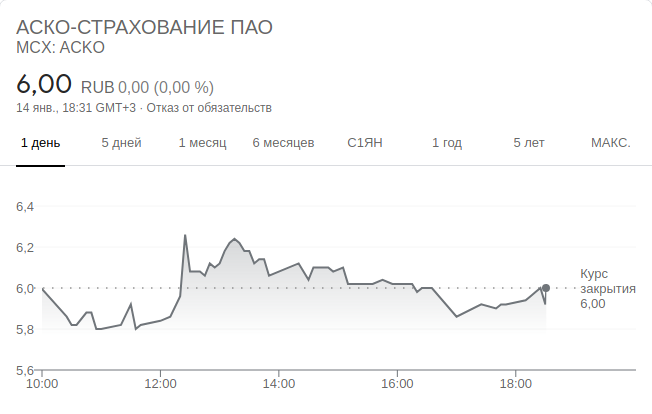 АСКО-СТРАХОВАНИЕ ПАО
MCX: ACKO
6,00 RUB 0,00 (0,00 %)
14 янв., 18:31 GMT+3 · Отказ от обязательств
1 день 5 дней 1 месяц 6 месяцев С1ЯН 1 год 5 лет МАКС.
6,4
6,2
6,0
5,8
5,6
Курс
закрытия
6,00
10:00 12:00 14:00 16:00 18:00